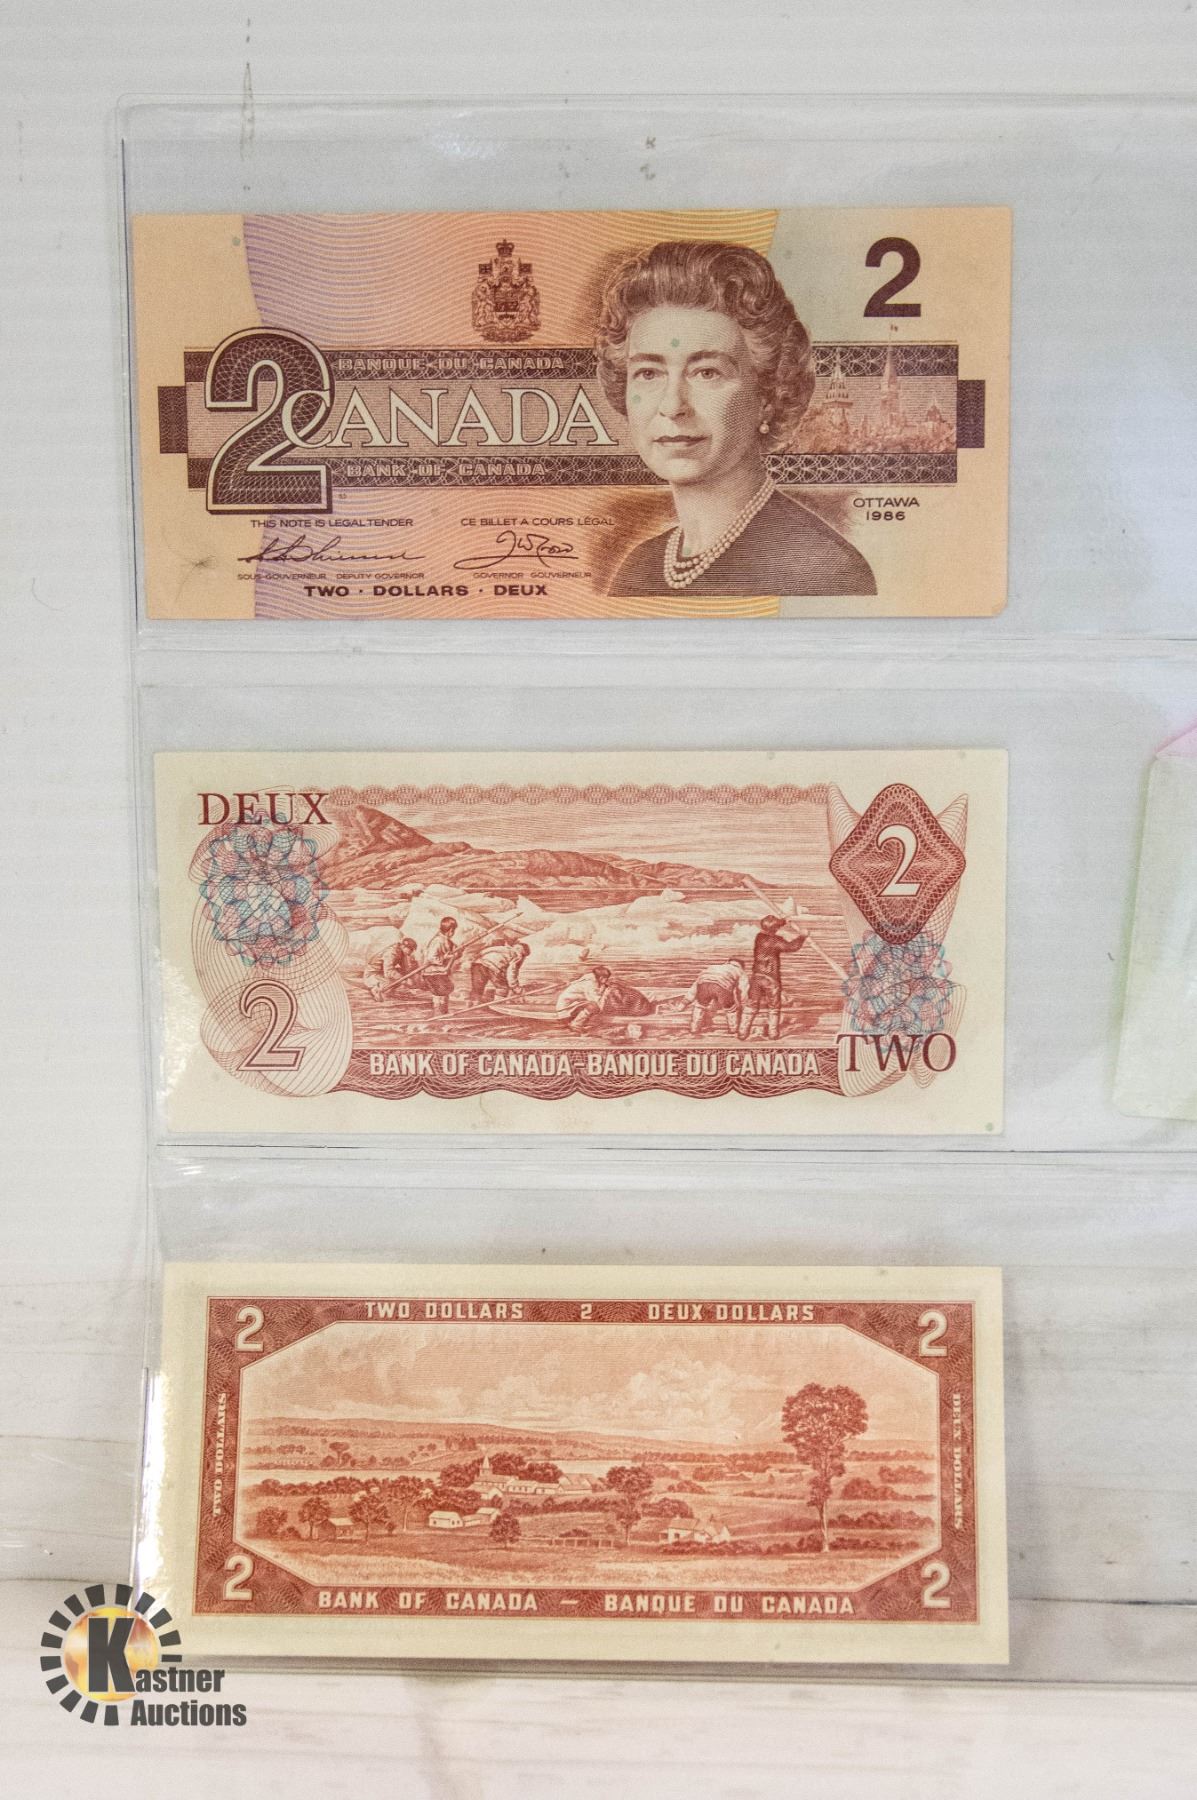 2
BANQUE·DU·CANADA
2 CANADA
BANK·OF·CANADA
OTTAWA
1986
THIS NOTE IS LEGAL TENDER CE BILLET A COURS LÉGAL
SOUS-GOUVERNEUR DEPUTY GOVERNOR GOVERNOR GOUVERNEUR
TWO · DOLLARS · DEUX
DEUX
2
2
BANK OF CANADA-BANQUE DU CANADA
TWO
2 TWO DOLLARS 2 DEUX DOLLARS 2
TWO DOLLARS
DEUX DOLLARS
2 BANK OF CANADA — BANQUE DU CANADA 2
Kastner
Auctions